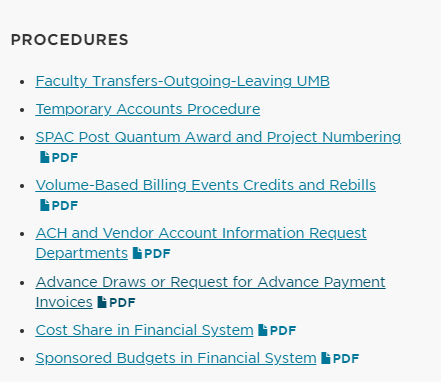 PROCEDURES
Faculty Transfers-Outgoing-Leaving UMB
Temporary Accounts Procedure
SPAC Post Quantum Award and Project Numbering
PDF
Volume-Based Billing Events Credits and Rebills
PDF
ACH and Vendor Account Information Request
Departments PDF
Advance Draws or Request for Advance Payment
Invoices PDF
Cost Share in Financial System PDF
Sponsored Budgets in Financial System PDF